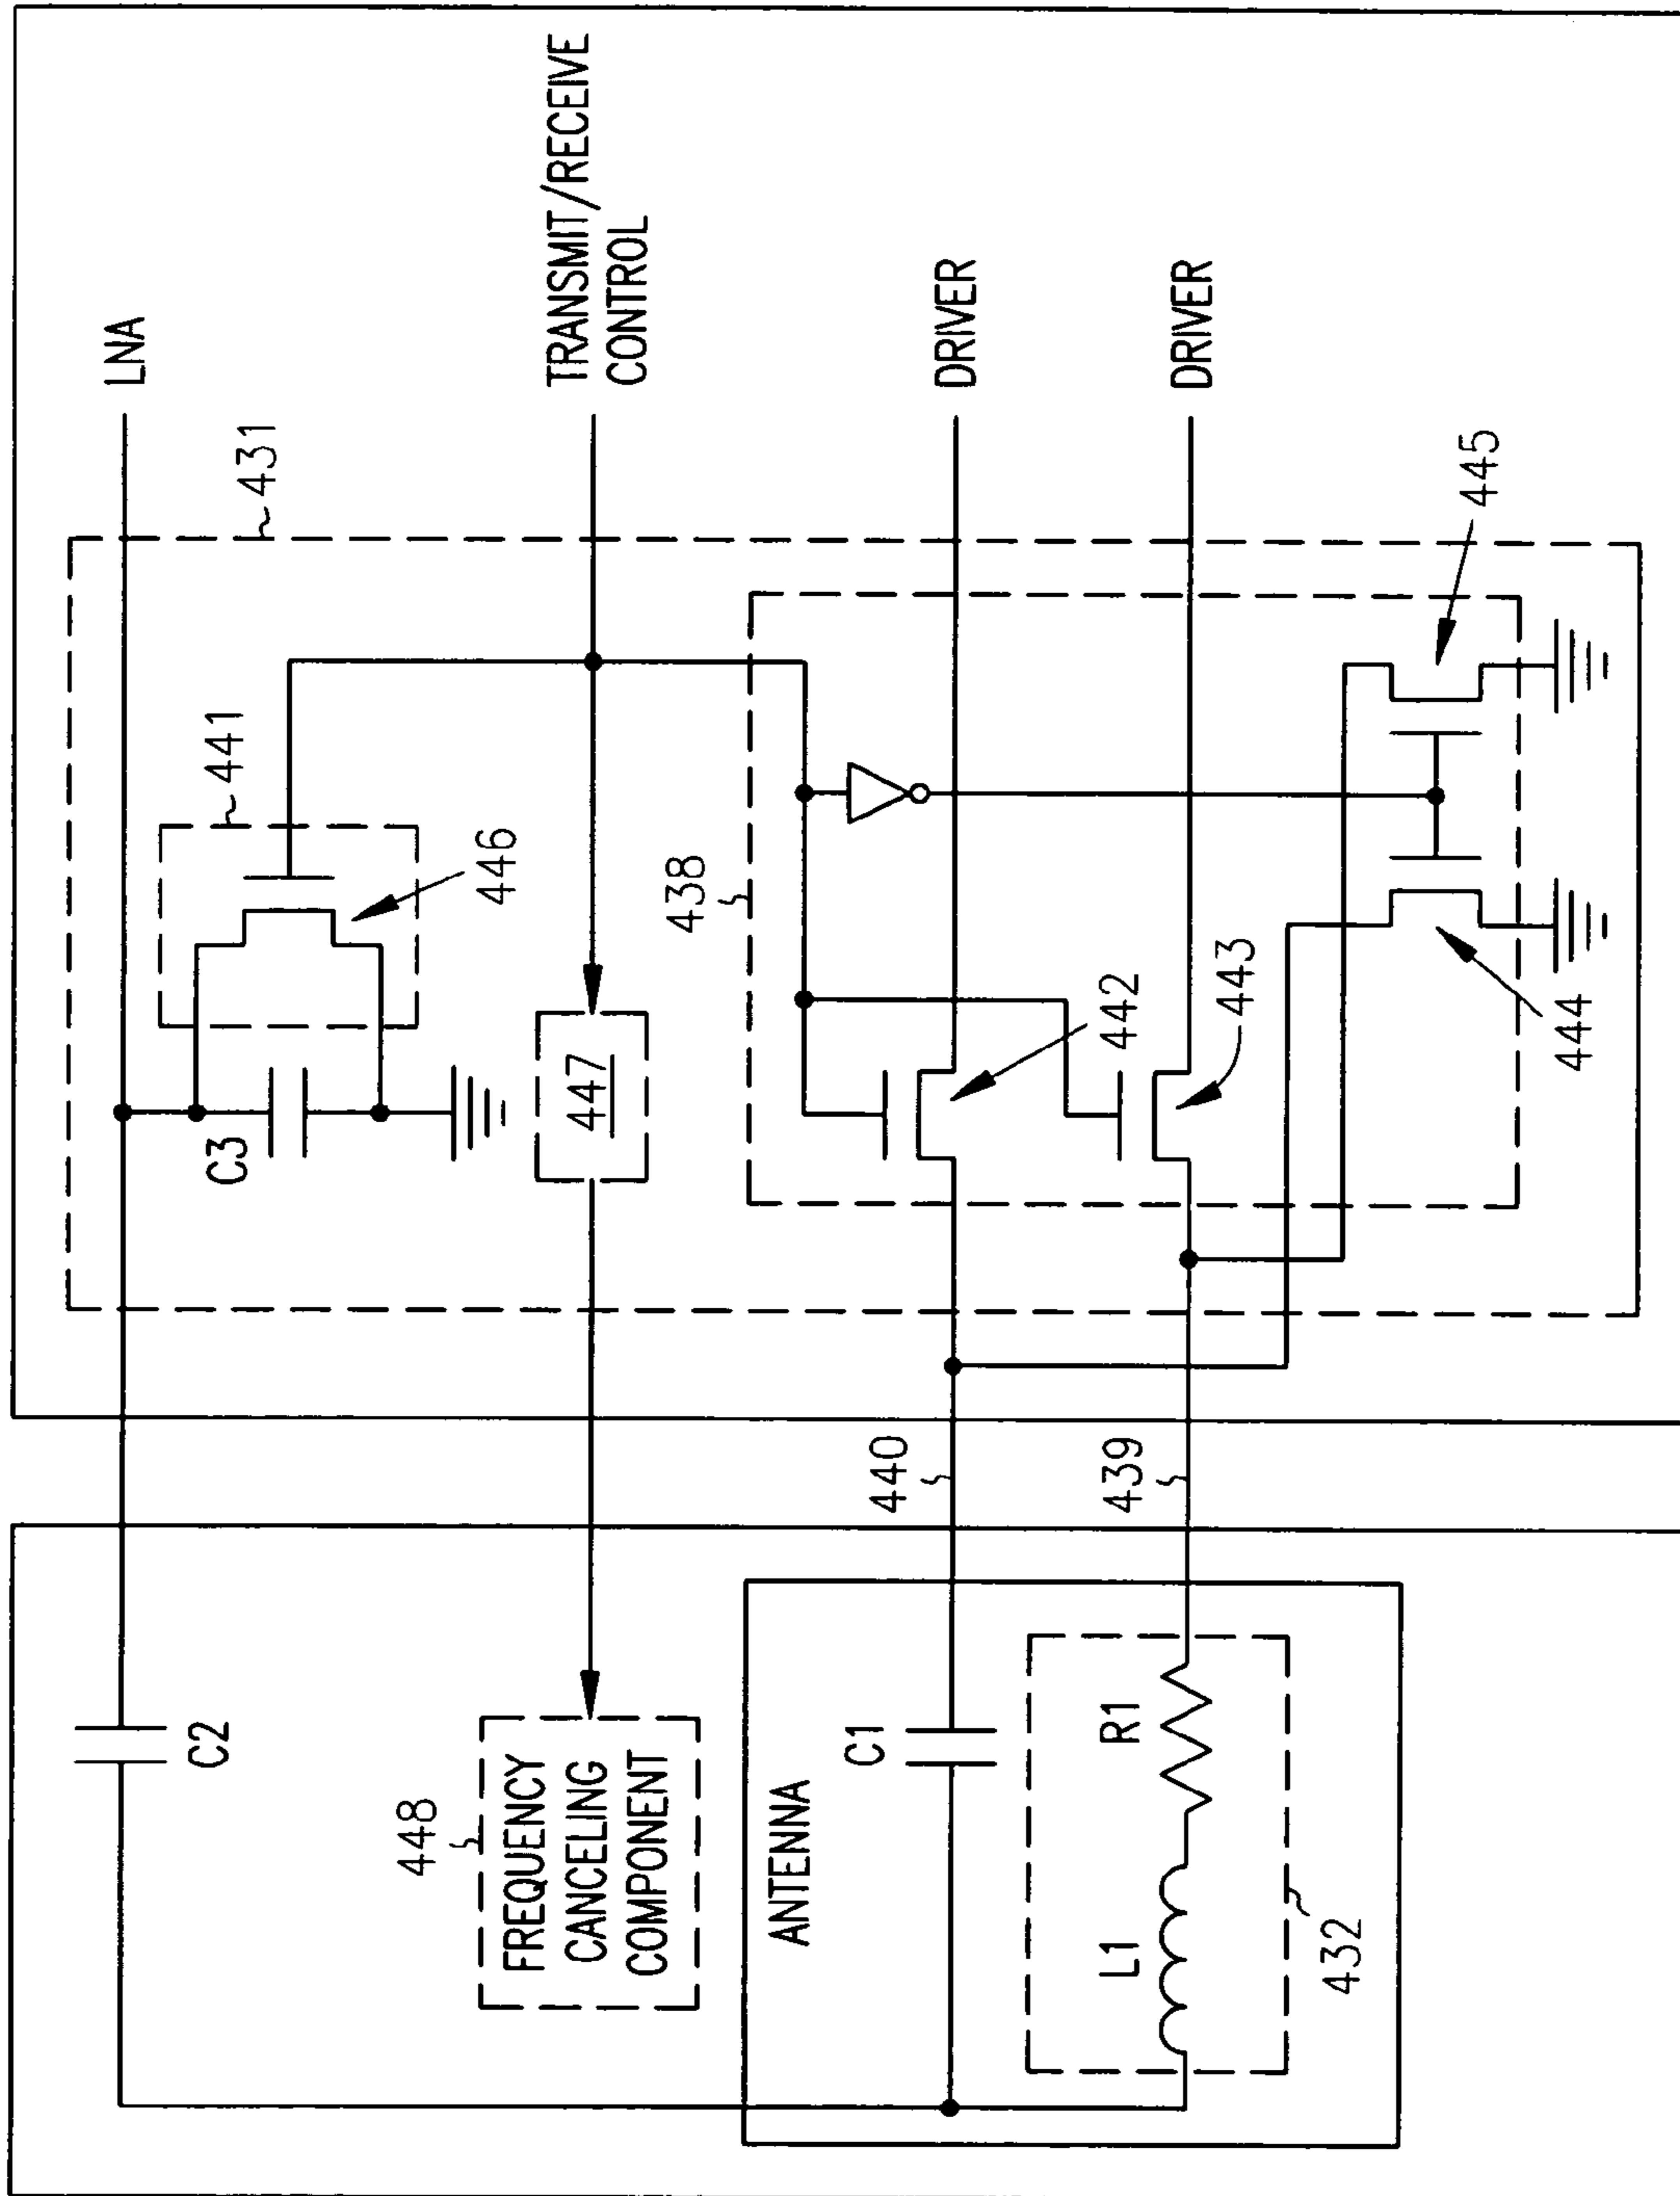 LNA
TRANSMIT/RECEIVE
CONTROL
DRIVER
DRIVER
431
441
446
C3
447
438
442
443
445
444
440
439
C2
448
FREQUENCY
CANCELING
COMPONENT
ANTENNA
C1
R1
L1
432